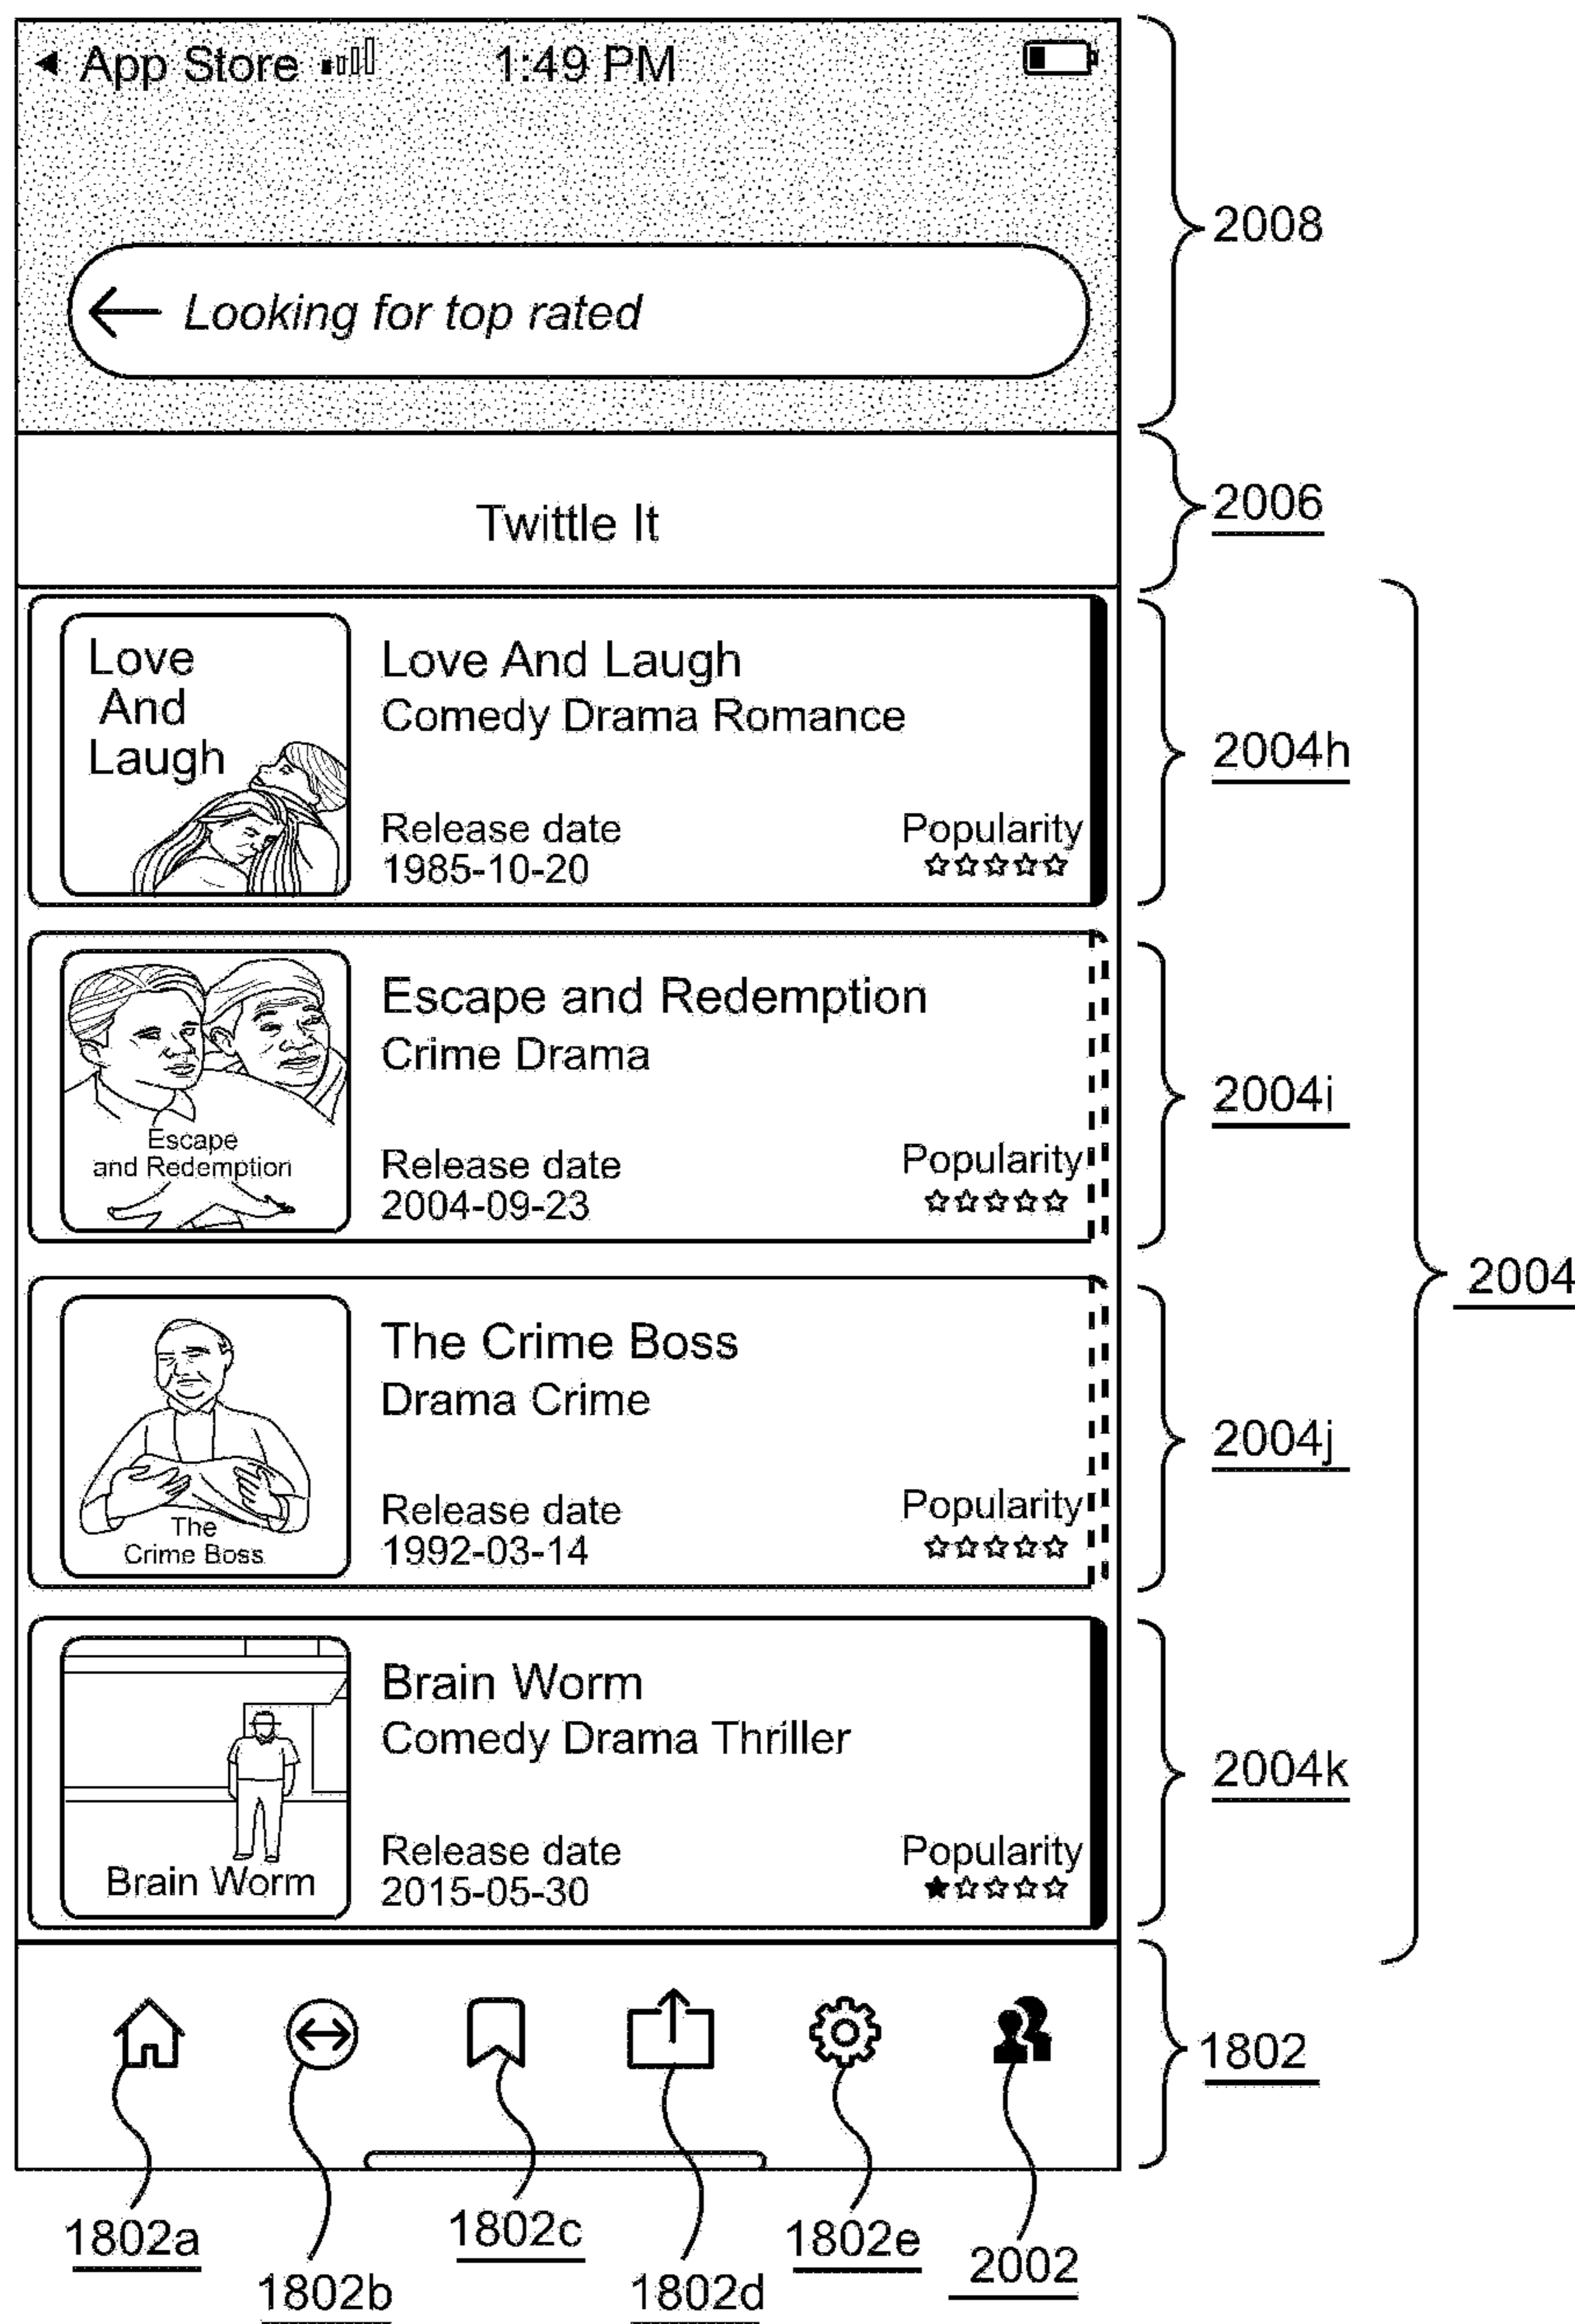 App Store 1:49 PM
2008
Looking for top rated
2006
Twittle It
Love
And
Laugh
Love And Laugh
Comedy Drama Romance
2004h
Release date
1985-10-20
Popularity
Escape and Redemption
Crime Drama
2004i
Escape
and Redemption
Release date
2004-09-23
Popularity
2004
The Crime Boss
Drama Crime
2004j
The
Crime Boss
Release date
1992-03-14
Popularity
Brain Worm
Comedy Drama Thriller
2004k
Brain Worm
Release date
2015-05-30
Popularity
1802
1802a
1802b
1802c
1802d
1802e
2002